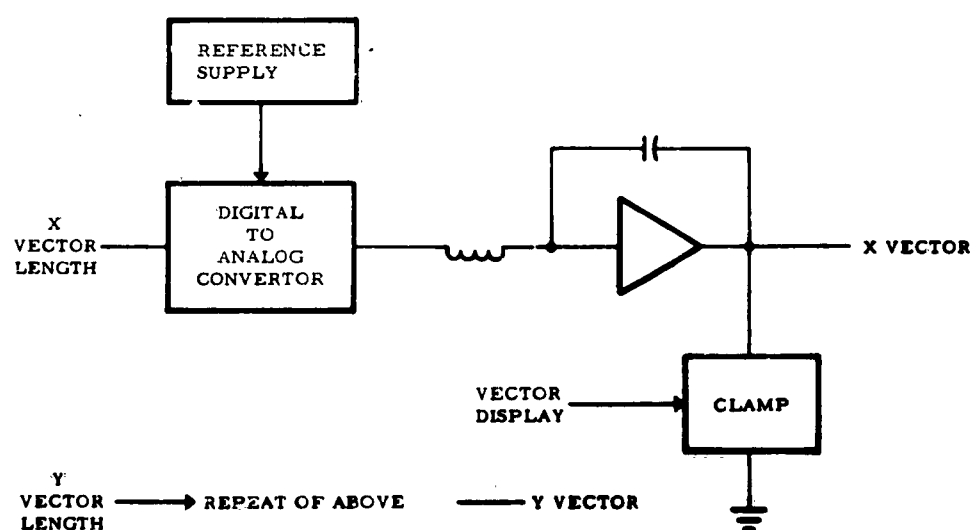 REFERENCE
SUPPLY
X
VECTOR
LENGTH
DIGITAL
TO
ANALOG
CONVERTOR
X VECTOR
VECTOR
DISPLAY
CLAMP
Y
VECTOR
LENGTH
REPEAT OF ABOVE
Y VECTOR